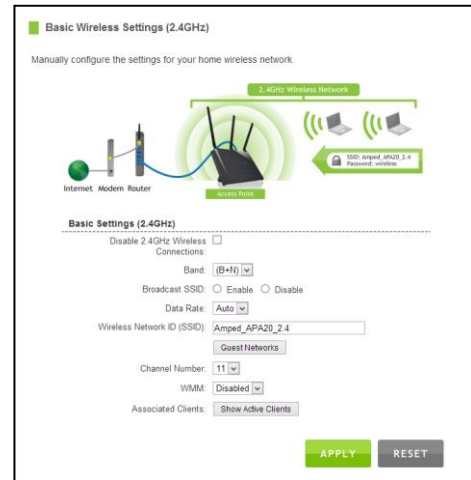 Basic Wireless Settings (2.4GHz)
Manually configure the settings for your home wireless network.
2.4GHz Wireless Network
SSID: Amped_APA20_2.4
Password: wireless
Internet Modem Router
Access Point
Basic Settings (2.4GHz)
Disable 2.4GHz Wireless
Connections:
Band: (B+N)
Broadcast SSID: Enable Disable
Data Rate: Auto
Wireless Network ID (SSID): Amped_APA20_2.4
Guest Networks
Channel Number: 11
WMM: Disabled
Associated Clients: Show Active Clients
APPLY RESET